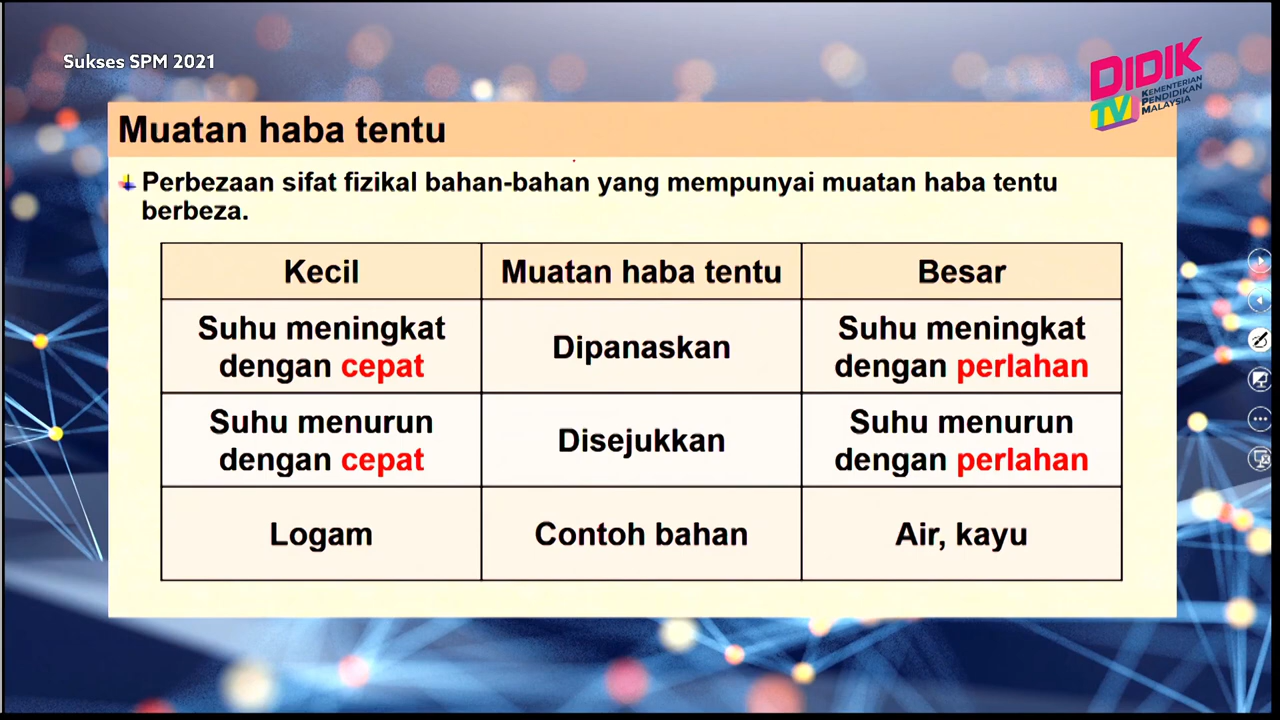 Sukses SPM 2021
DIDIK
TV
KEMENTERIAN
PENDIDIKAN
MALAYSIA
Muatan haba tentu
Perbezaan sifat fizikal bahan-bahan yang mempunyai muatan haba tentu
berbeza.
Kecil
Muatan haba tentu
Besar
Suhu meningkat
dengan cepat
Dipanaskan
Suhu meningkat
dengan perlahan
Suhu menurun
dengan cepat
Disejukkan
Suhu menurun
dengan perlahan
Logam
Contoh bahan
Air, kayu